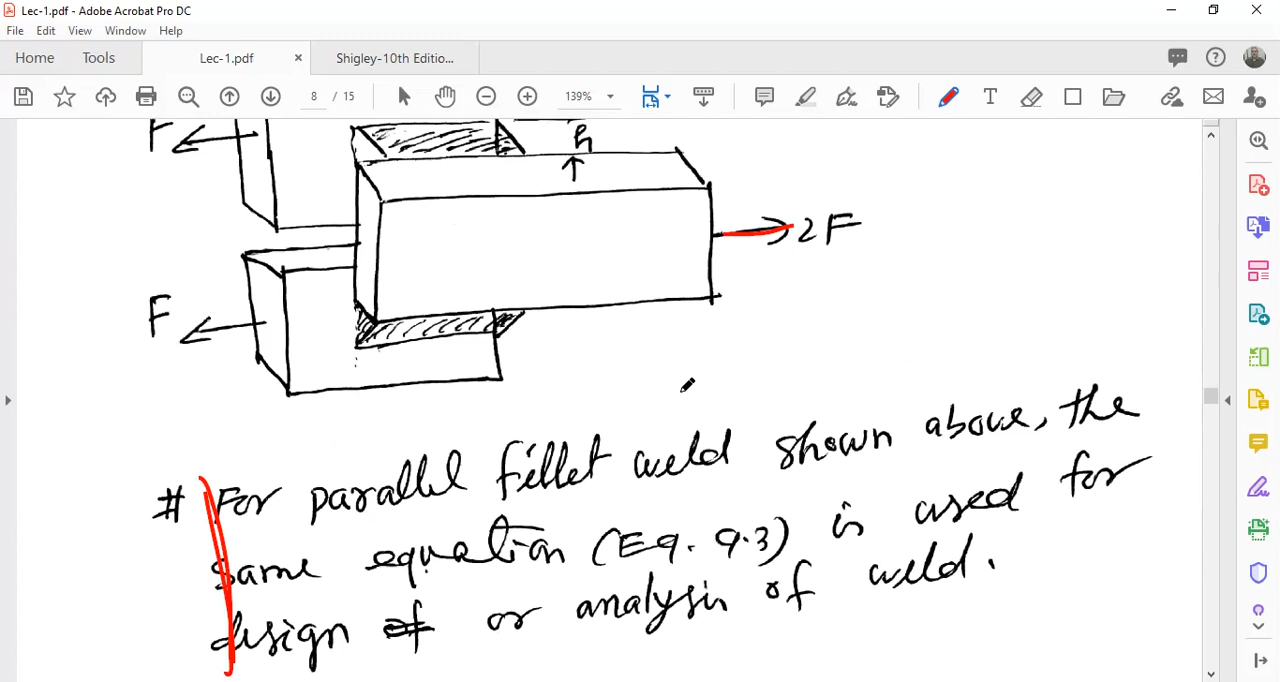 Lec-1.pdf - Adobe Acrobat Pro DC
File Edit View Window Help
Home Tools Lec-1.pdf × Shigley-10th Editio...
8 / 15 139%
F
h
2F
F
# For parallel fillet weld shown above, the
same equation (Eq. 9.3) is used for
design of or analysis of weld.